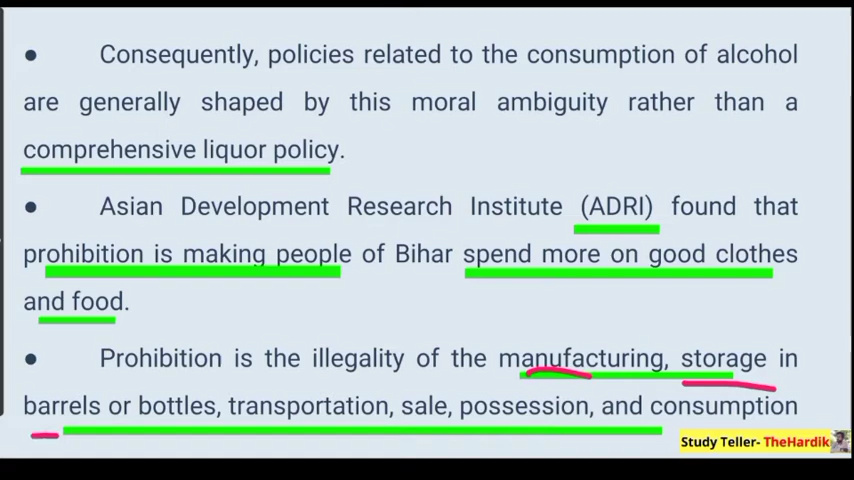 ● Consequently, policies related to the consumption of alcohol
are generally shaped by this moral ambiguity rather than a
comprehensive liquor policy.
● Asian Development Research Institute (ADRI) found that
prohibition is making people of Bihar spend more on good clothes
and food.
● Prohibition is the illegality of the manufacturing, storage in
barrels or bottles, transportation, sale, possession, and consumption
Study Teller- TheHardik